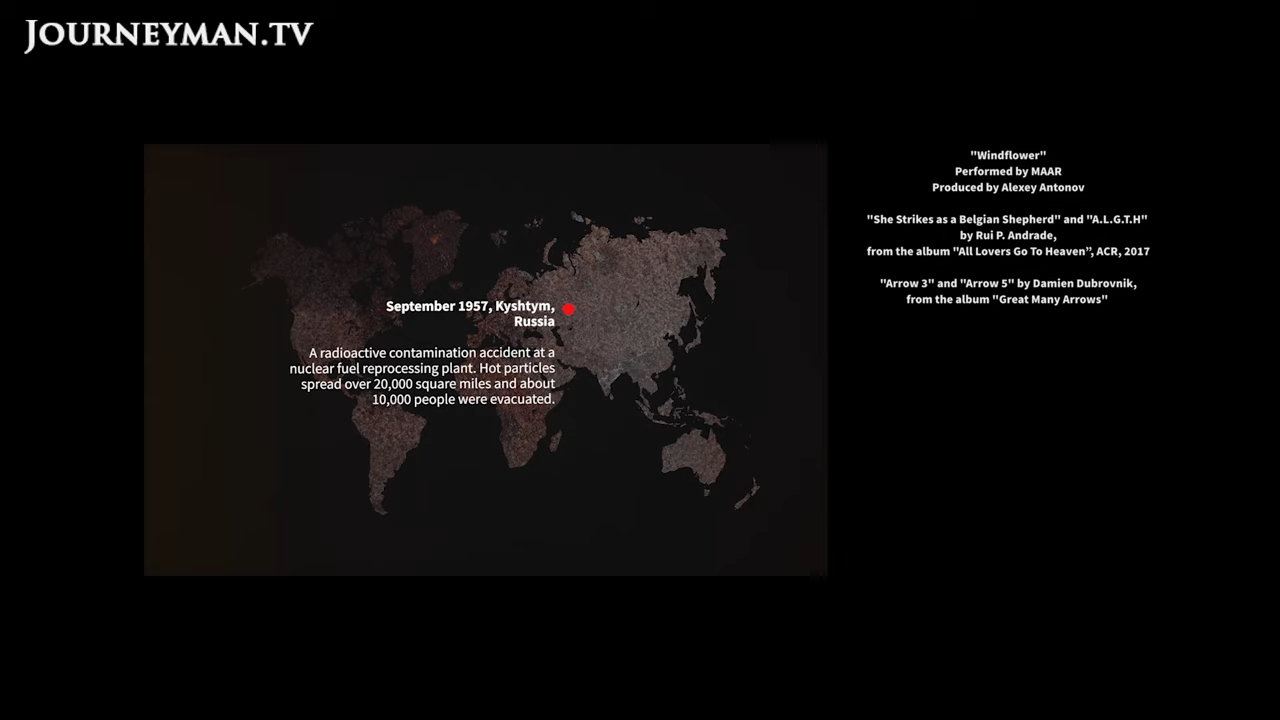 JOURNEYMAN.TV
September 1957, Kyshtym,
Russia
A radioactive contamination accident at a
nuclear fuel reprocessing plant. Hot particles
spread over 20,000 square miles and about
10,000 people were evacuated.
"Windflower"
Performed by MAAR
Produced by Alexey Antonov
"She Strikes as a Belgian Shepherd" and "A.L.G.T.H"
by Rui P. Andrade,
from the album "All Lovers Go To Heaven”, ACR, 2017
"Arrow 3" and "Arrow 5" by Damien Dubrovnik,
from the album "Great Many Arrows"